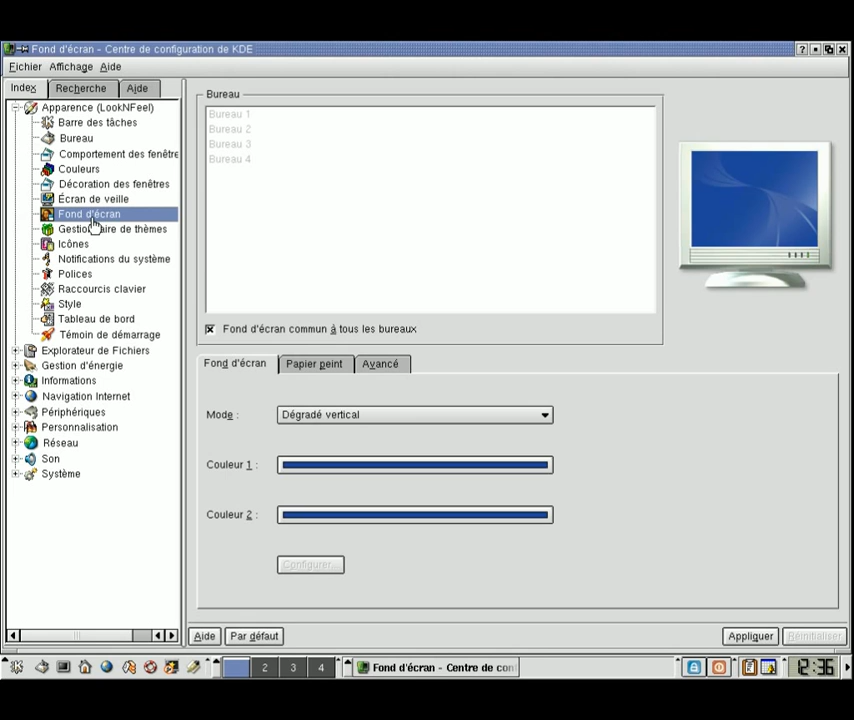 Fond d'écran - Centre de configuration de KDE
Fichier Affichage Aide
Index Recherche Aide
Apparence (LookNFeel)
Barre des tâches
Bureau
Comportement des fenêtre
Couleurs
Décoration des fenêtres
Écran de veille
Fond d'écran
Gestionnaire de thèmes
Icônes
Notifications du système
Polices
Raccourcis clavier
Style
Tableau de bord
Témoin de démarrage
Explorateur de Fichiers
Gestion d'énergie
Informations
Navigation Internet
Périphériques
Personnalisation
Réseau
Son
Système
Bureau
Bureau 1
Bureau 2
Bureau 3
Bureau 4
Fond d'écran commun à tous les bureaux
Fond d'écran Papier peint Avancé
Mode : Dégradé vertical
Couleur 1 :
Couleur 2 :
Configurer...
Aide Par défaut Appliquer Réinitialiser
2 3 4 Fond d'écran - Centre de con 12:36